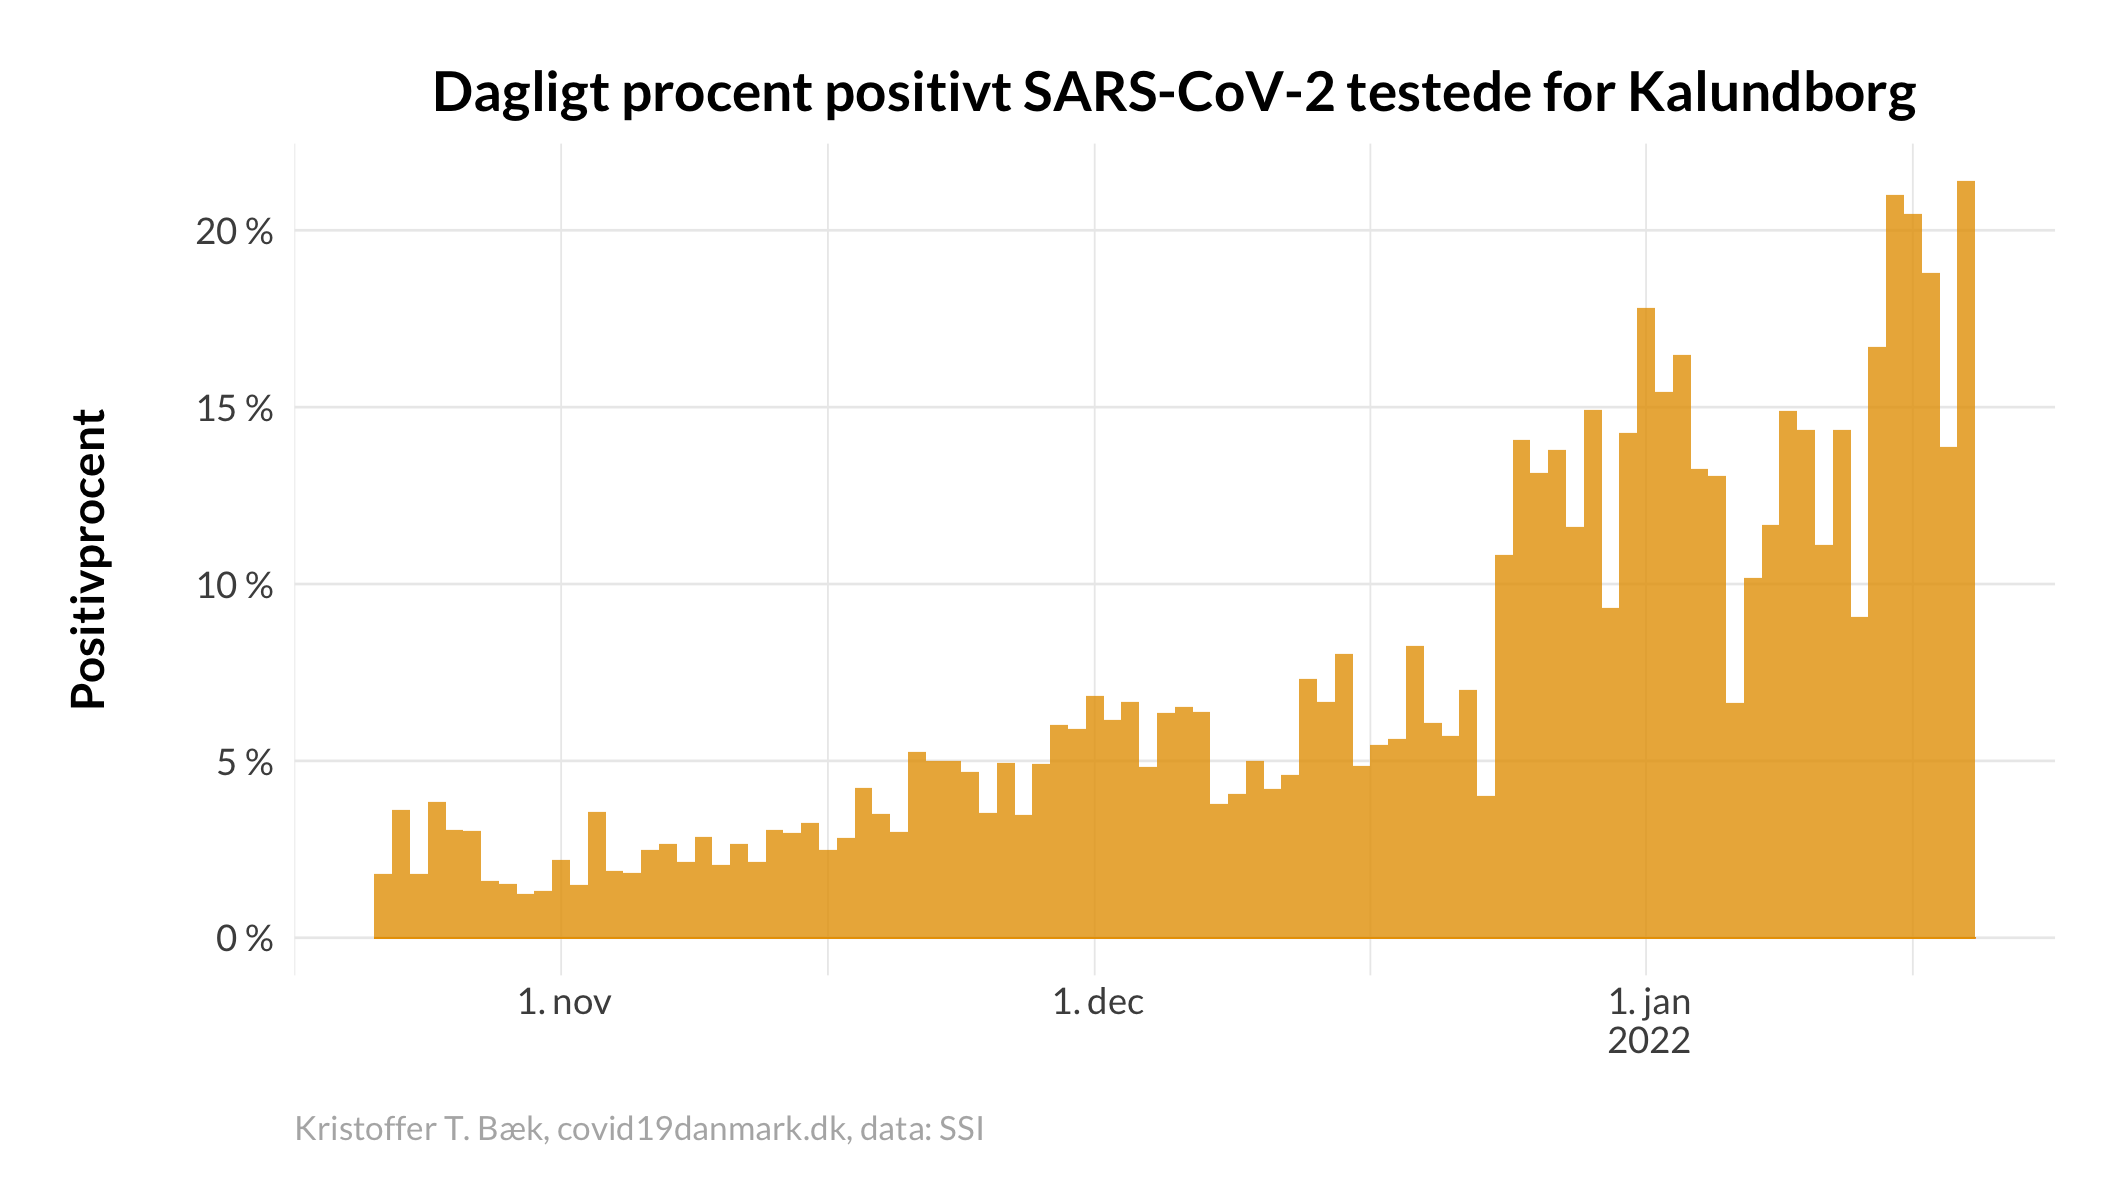 Dagligt procent positivt SARS-CoV-2 testede for Kalundborg
Positivprocent
20 %
15 %
10 %
5 %
0 %
1. nov
1. dec
1. jan
2022
Kristoffer T. Bæk, covid19danmark.dk, data: SSI